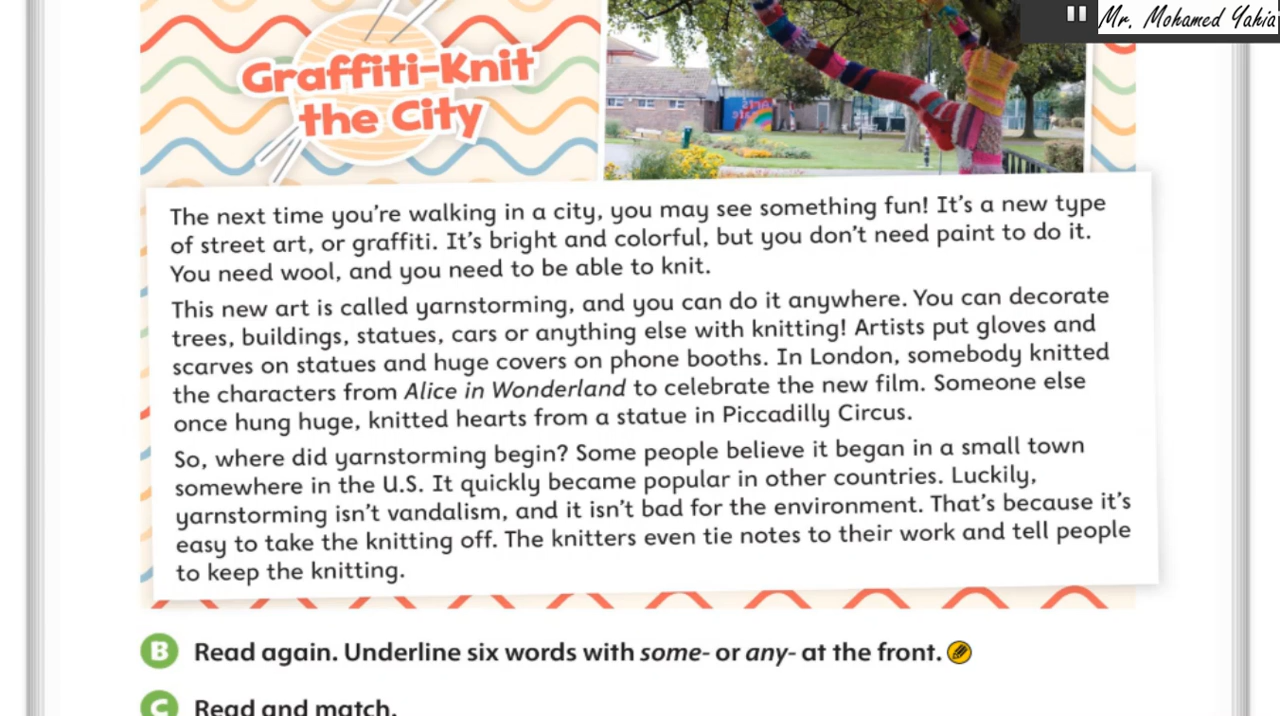 Mr. Mohamed Yahia
Graffiti-Knit
the City
The next time you're walking in a city, you may see something fun! It's a new type
of street art, or graffiti. It's bright and colorful, but you don't need paint to do it.
You need wool, and you need to be able to knit.
This new art is called yarnstorming, and you can do it anywhere. You can decorate
trees, buildings, statues, cars or anything else with knitting! Artists put gloves and
scarves on statues and huge covers on phone booths. In London, somebody knitted
the characters from Alice in Wonderland to celebrate the new film. Someone else
once hung huge, knitted hearts from a statue in Piccadilly Circus.
So, where did yarnstorming begin? Some people believe it began in a small town
somewhere in the U.S. It quickly became popular in other countries. Luckily,
yarnstorming isn't vandalism, and it isn't bad for the environment. That's because it's
easy to take the knitting off. The knitters even tie notes to their work and tell people
to keep the knitting.
B Read again. Underline six words with some- or any- at the front.
C Read and match.